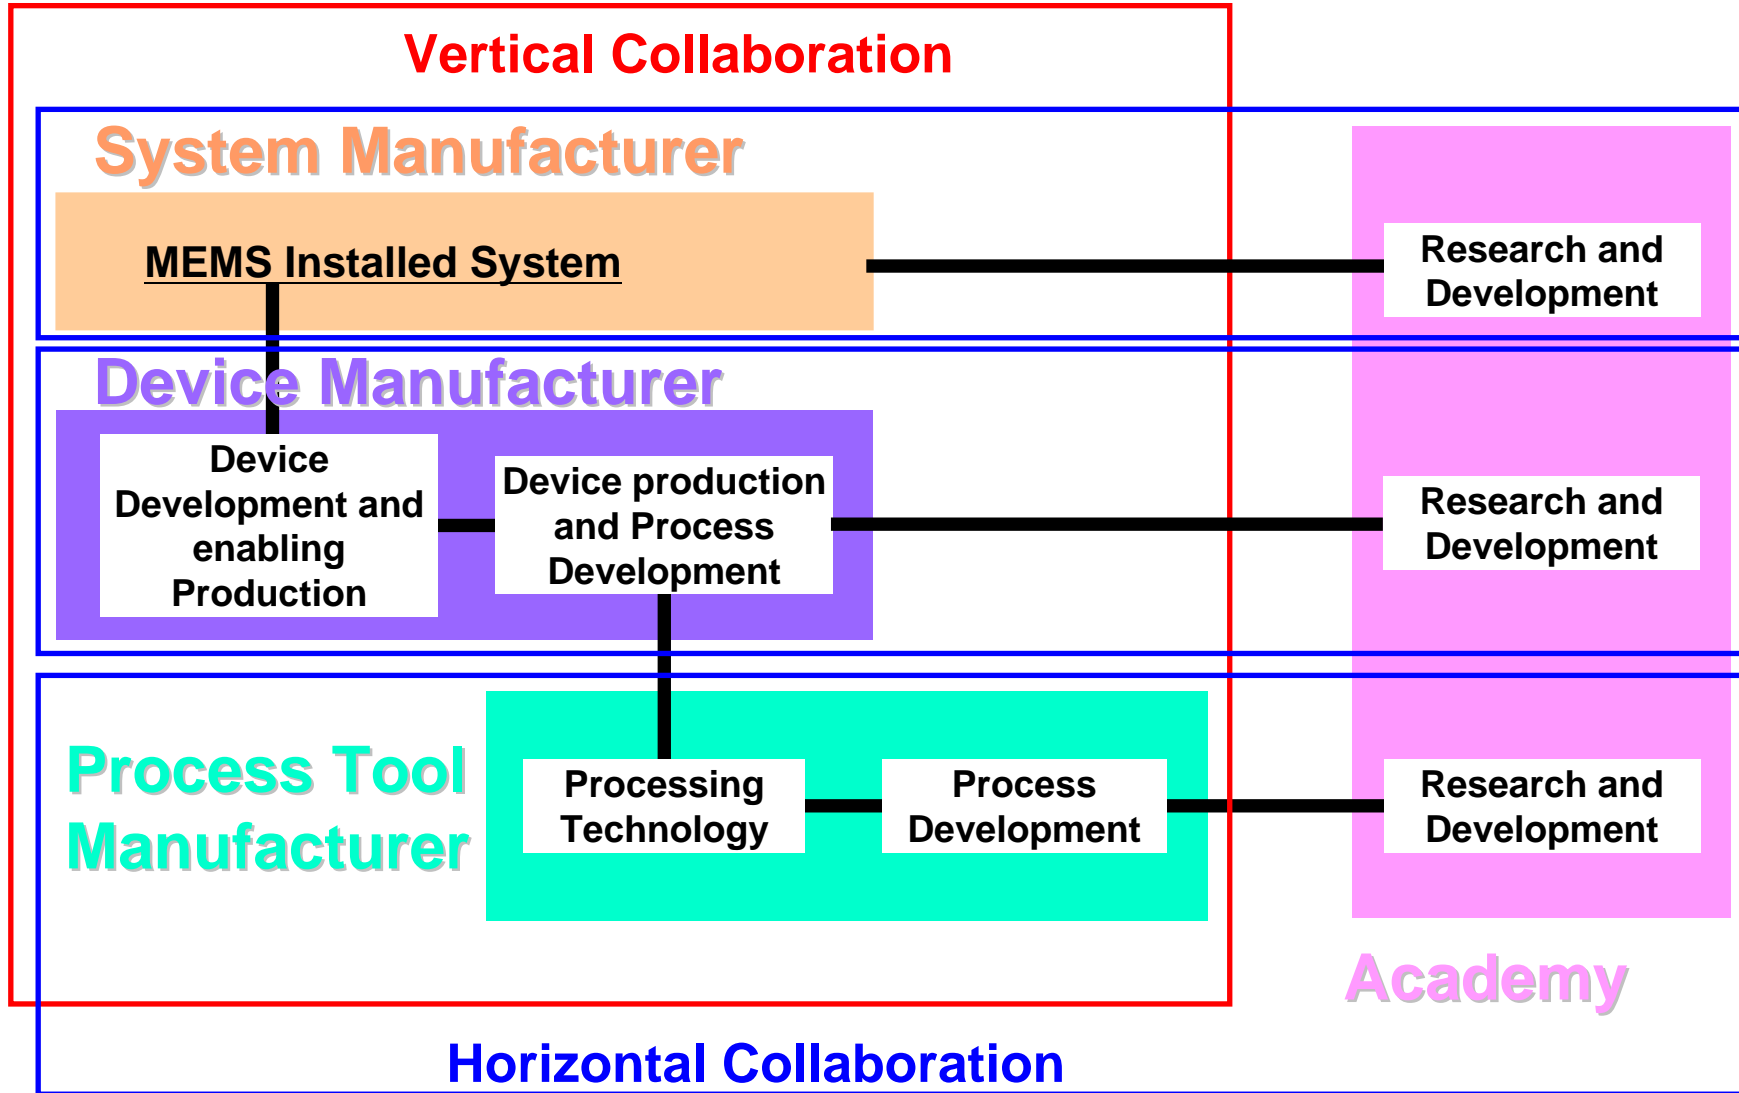 Vertical Collaboration
System Manufacturer
MEMS Installed System
Research and
Development
Device Manufacturer
Device
Development and
enabling
Production
Device production
and Process
Development
Research and
Development
Process Tool
Manufacturer
Processing
Technology
Process
Development
Research and
Development
Academy
Horizontal Collaboration